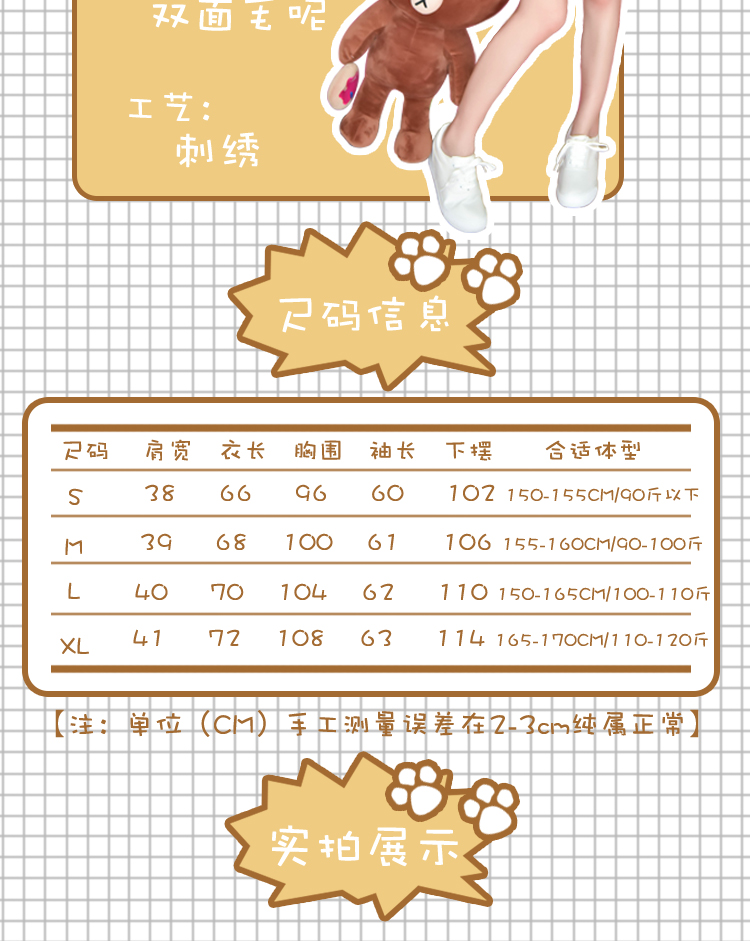 双面毛呢
工艺：
刺绣
尺码信息
尺码 肩宽 衣长 胸围 袖长 下摆 合适体型
S 38 66 96 60 102 150-155CM/90斤以下
M 39 68 100 61 106 155-160CM/90-100斤
L 40 70 104 62 110 150-165CM/100-110斤
XL 41 72 108 63 114 165-170CM/110-120斤
【注：单位（CM）手工测量误差在2-3cm纯属正常】
实拍展示